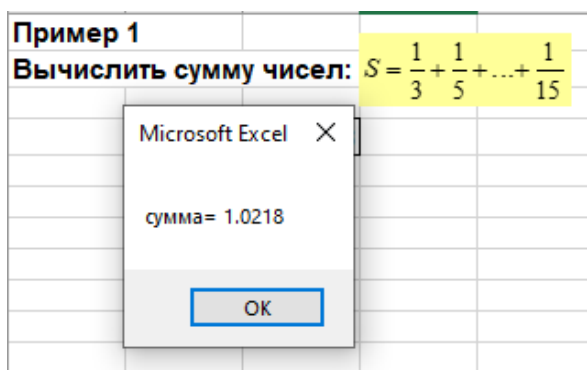 Пример 1
Вычислить сумму чисел: S = 1/3 + 1/5 + ... + 1/15
Microsoft Excel
сумма= 1.0218
OK